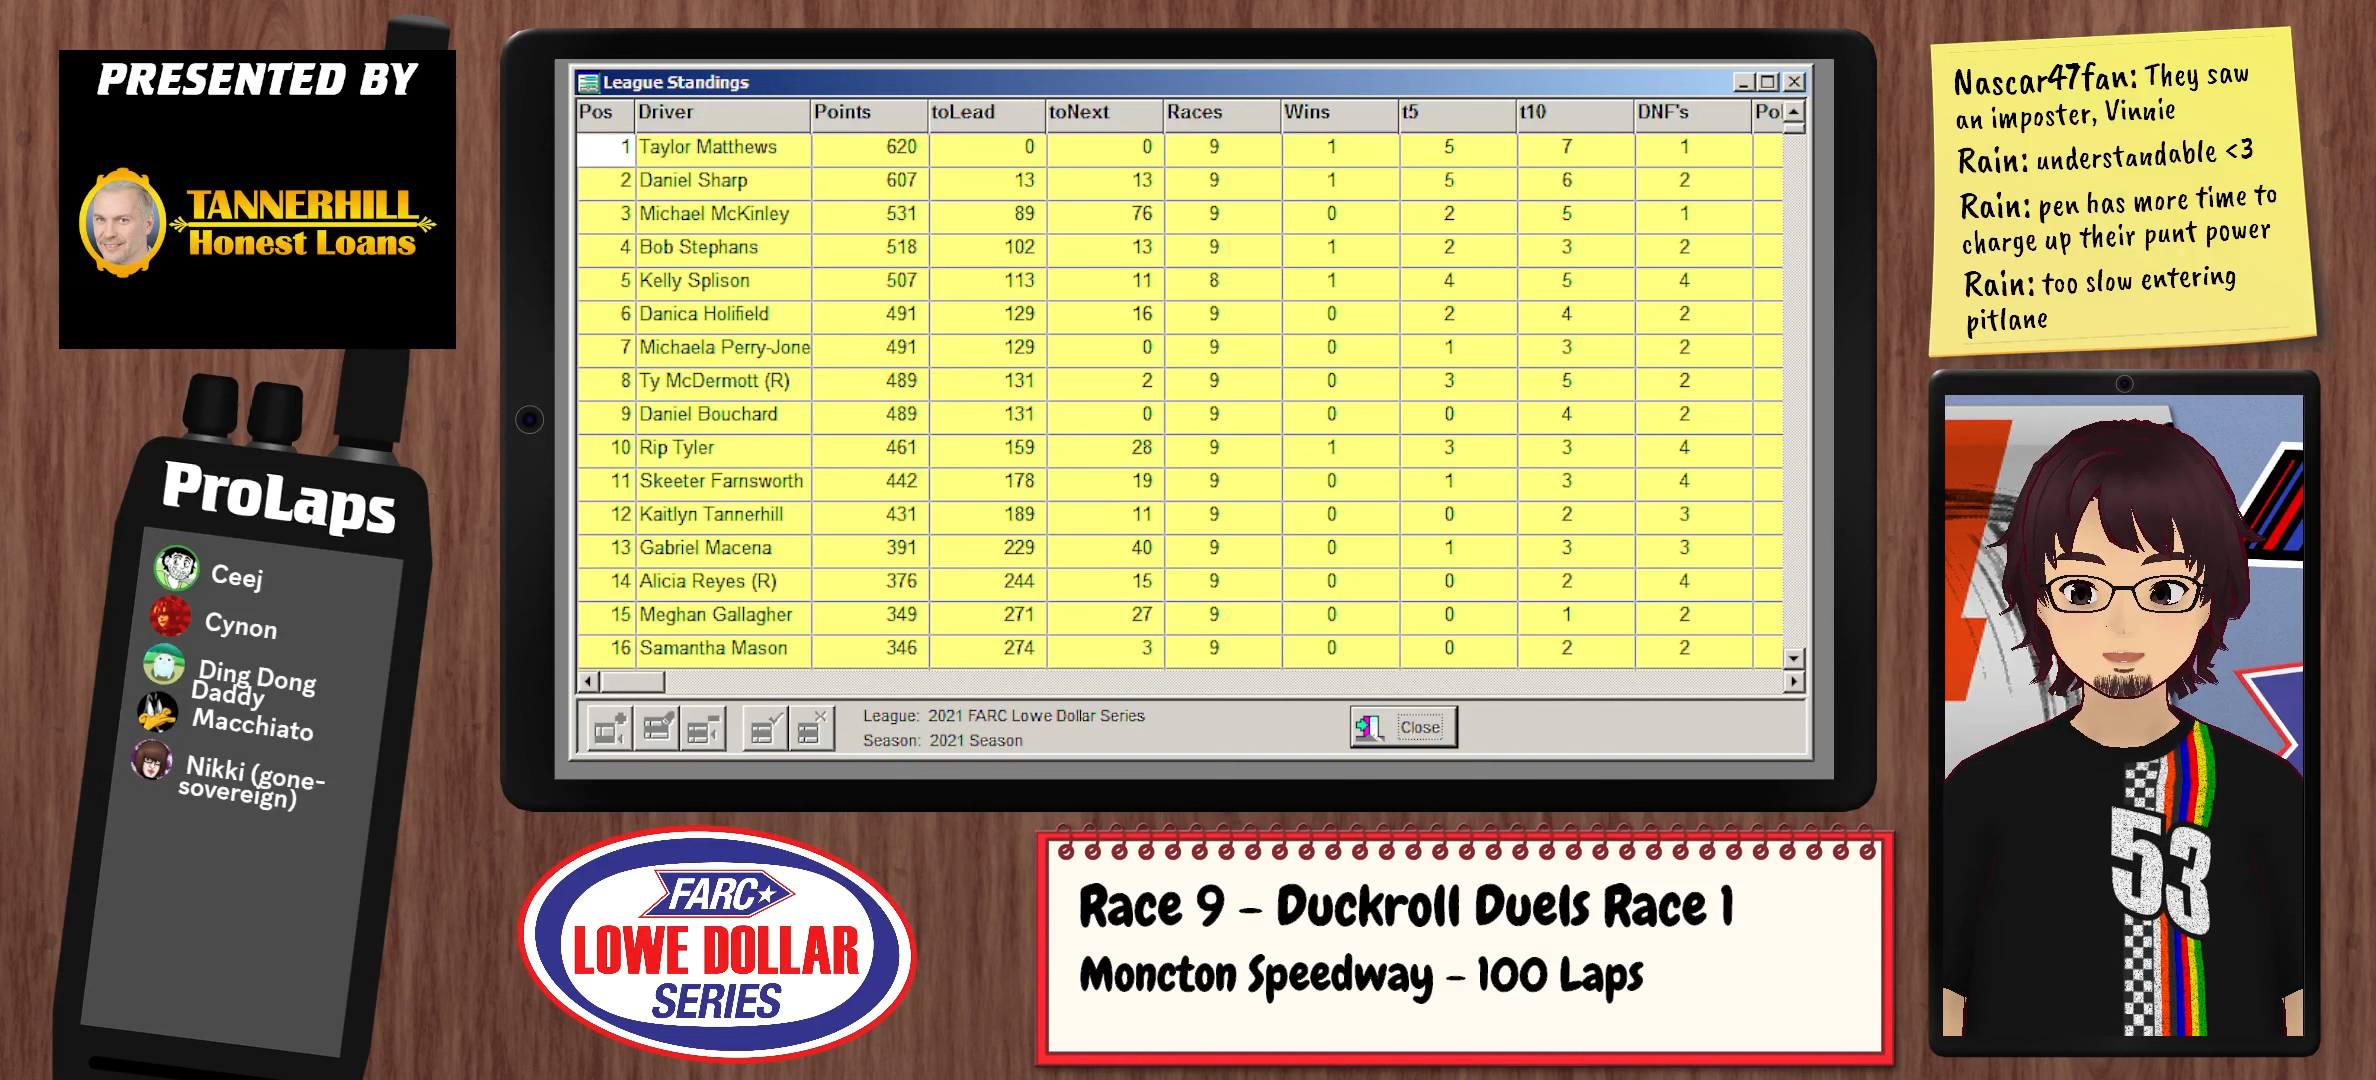 PRESENTED BY
TANNERHILL
Honest Loans
ProLaps
Ceej
Cynon
Ding Dong
Daddy
Macchiato
Nikki (gone-
sovereign)
League Standings
Pos Driver Points toLead toNext Races Wins t5 t10 DNF's Pol
1 Taylor Matthews 620 0 0 9 1 5 7 1
2 Daniel Sharp 607 13 13 9 1 5 6 2
3 Michael McKinley 531 89 76 9 0 2 5 1
4 Bob Stephans 518 102 13 9 1 2 3 2
5 Kelly Splison 507 113 11 8 1 4 5 4
6 Danica Holifield 491 129 16 9 0 2 4 2
7 Michaela Perry-Jone 491 129 0 9 0 1 3 2
8 Ty McDermott (R) 489 131 2 9 0 3 5 2
9 Daniel Bouchard 489 131 0 9 0 0 4 2
10 Rip Tyler 461 159 28 9 1 3 3 4
11 Skeeter Farnsworth 442 178 19 9 0 1 3 4
12 Kaitlyn Tannerhill 431 189 11 9 0 0 2 3
13 Gabriel Macena 391 229 40 9 0 1 3 3
14 Alicia Reyes (R) 376 244 15 9 0 0 2 4
15 Meghan Gallagher 349 271 27 9 0 0 1 2
16 Samantha Mason 346 274 3 9 0 0 2 2
League: 2021 FARC Lowe Dollar Series
Season: 2021 Season
Close
FARC
LOWE DOLLAR
SERIES
Race 9 - Duckroll Duels Race 1
Moncton Speedway - 100 Laps
Nascar47fan: They saw
an imposter, Vinnie
Rain: understandable <3
Rain: pen has more time to
charge up their punt power
Rain: too slow entering
pitlane
53